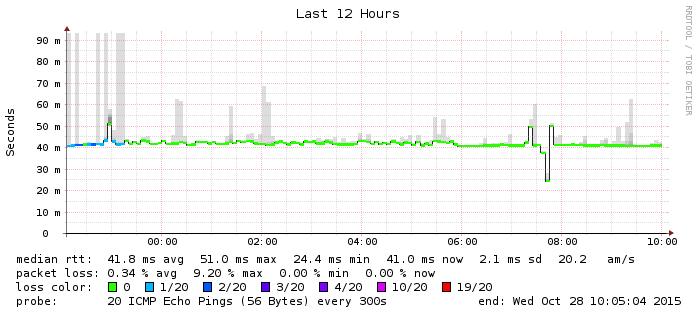 Last 12 Hours
RRDTOOL / TOBI OETIKER
Seconds
90 m
80 m
70 m
60 m
50 m
40 m
30 m
20 m
10 m
0
00:00 02:00 04:00 06:00 08:00 10:00
median rtt: 41.8 ms avg 51.0 ms max 24.4 ms min 41.0 ms now 2.1 ms sd 20.2 am/s
packet loss: 0.34 % avg 9.20 % max 0.00 % min 0.00 % now
loss color: 0 1/20 2/20 3/20 4/20 10/20 19/20
probe: 20 ICMP Echo Pings (56 Bytes) every 300s end: Wed Oct 28 10:05:04 2015